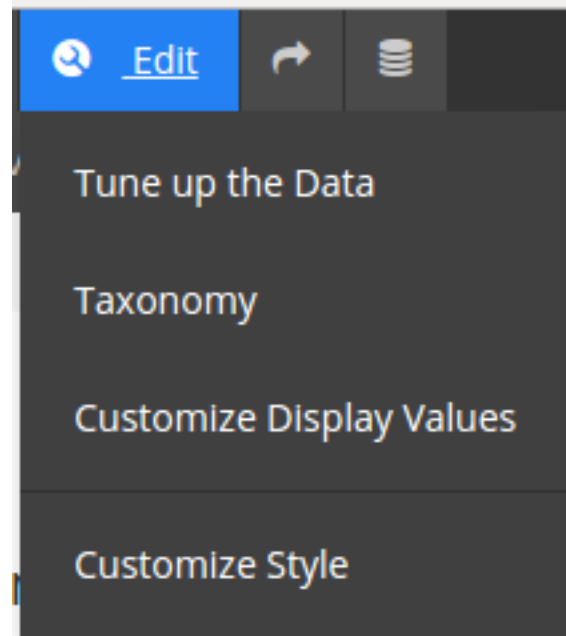 Edit
Tune up the Data
Taxonomy
Customize Display Values
Customize Style